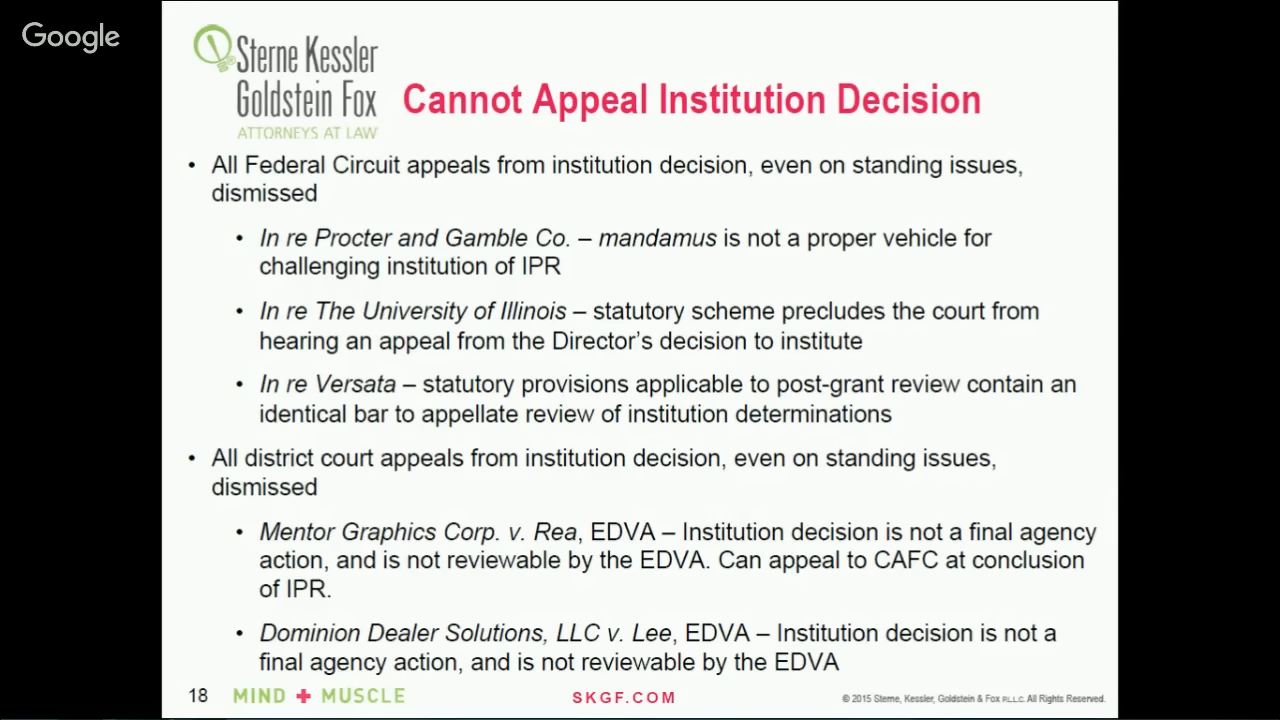 Google
Sterne Kessler
Goldstein Fox
ATTORNEYS AT LAW
Cannot Appeal Institution Decision
• All Federal Circuit appeals from institution decision, even on standing issues,
dismissed
• In re Procter and Gamble Co. – mandamus is not a proper vehicle for
challenging institution of IPR
• In re The University of Illinois – statutory scheme precludes the court from
hearing an appeal from the Director's decision to institute
• In re Versata – statutory provisions applicable to post-grant review contain an
identical bar to appellate review of institution determinations
• All district court appeals from institution decision, even on standing issues,
dismissed
• Mentor Graphics Corp. v. Rea, EDVA – Institution decision is not a final agency
action, and is not reviewable by the EDVA. Can appeal to CAFC at conclusion
of IPR.
• Dominion Dealer Solutions, LLC v. Lee, EDVA – Institution decision is not a
final agency action, and is not reviewable by the EDVA
18 MIND + MUSCLE SKGF.COM © 2015 Sterne, Kessler, Goldstein & Fox P.L.L.C. All Rights Reserved.